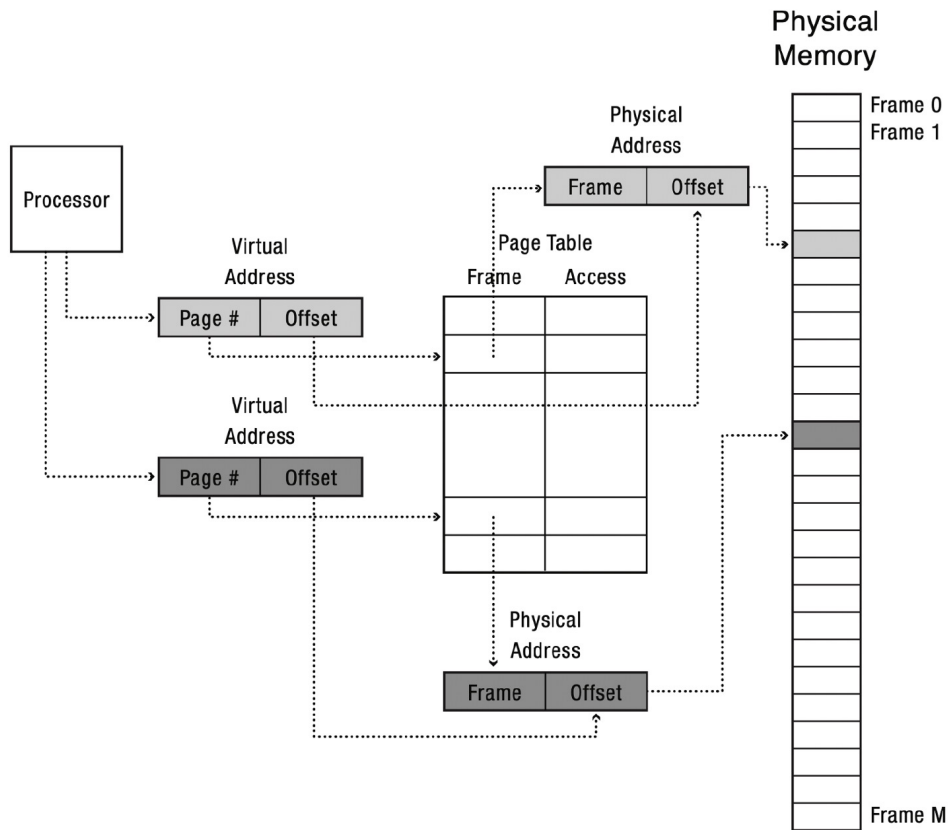 Physical
Memory
Frame 0
Frame 1
Physical
Address
Frame Offset
Processor
Virtual
Address
Page Table
Frame Access
Page # Offset
Virtual
Address
Page # Offset
Physical
Address
Frame Offset
Frame M